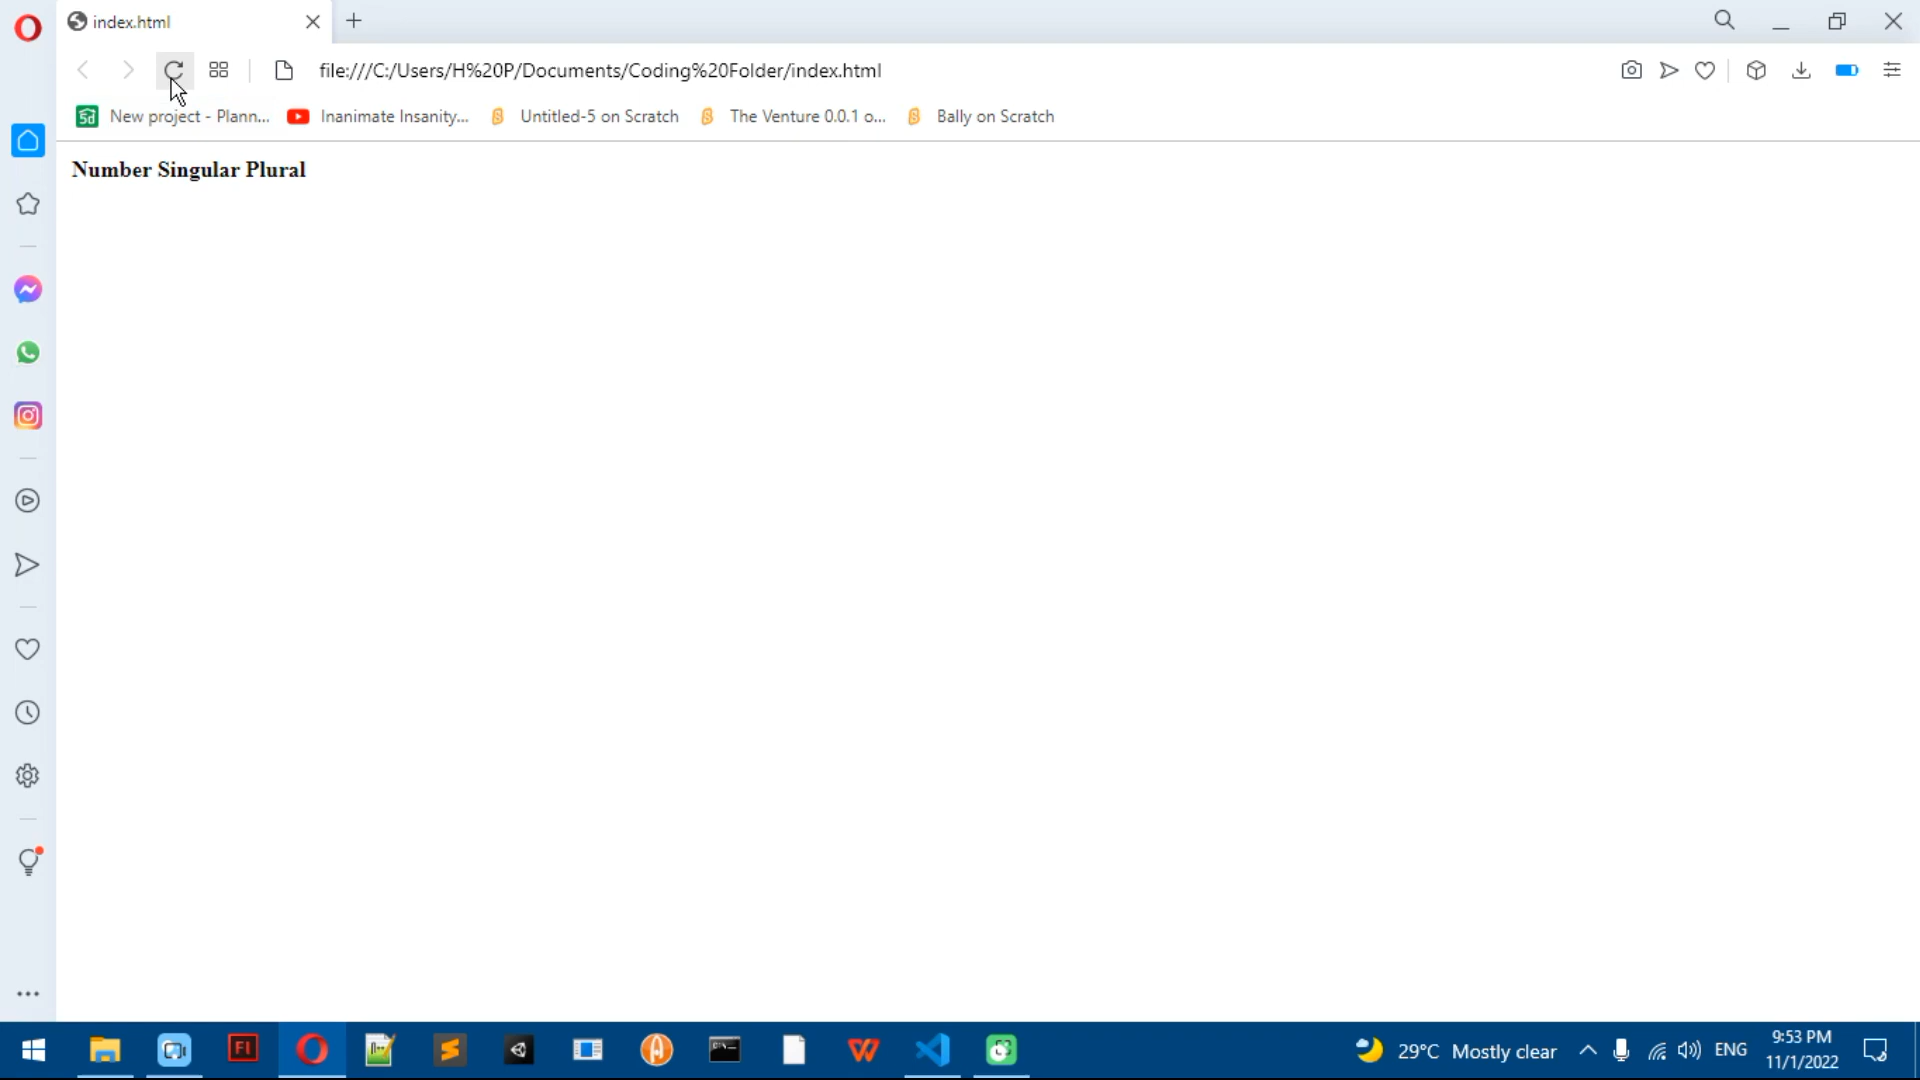 index.html
file:///C:/Users/H%20P/Documents/Coding%20Folder/index.html
New project - Plann... Inanimate Insanity... Untitled-5 on Scratch The Venture 0.0.1 o... Bally on Scratch
Number Singular Plural
29°C Mostly clear ENG 9:53 PM
11/1/2022